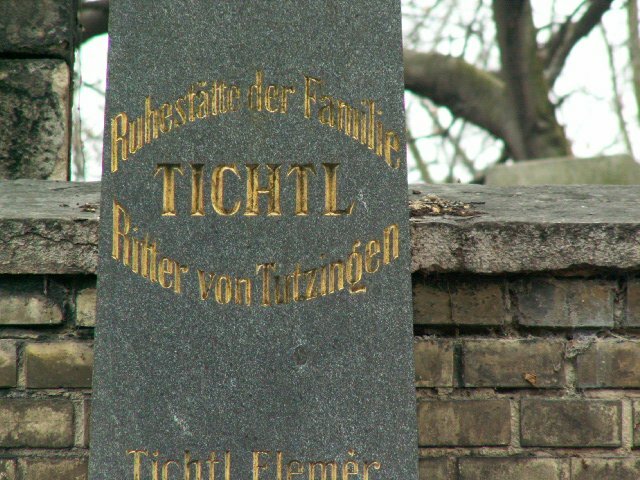 Ruhestätte der Familie
TICHTL
Ritter von Tutzingen
Tichtl Elemér